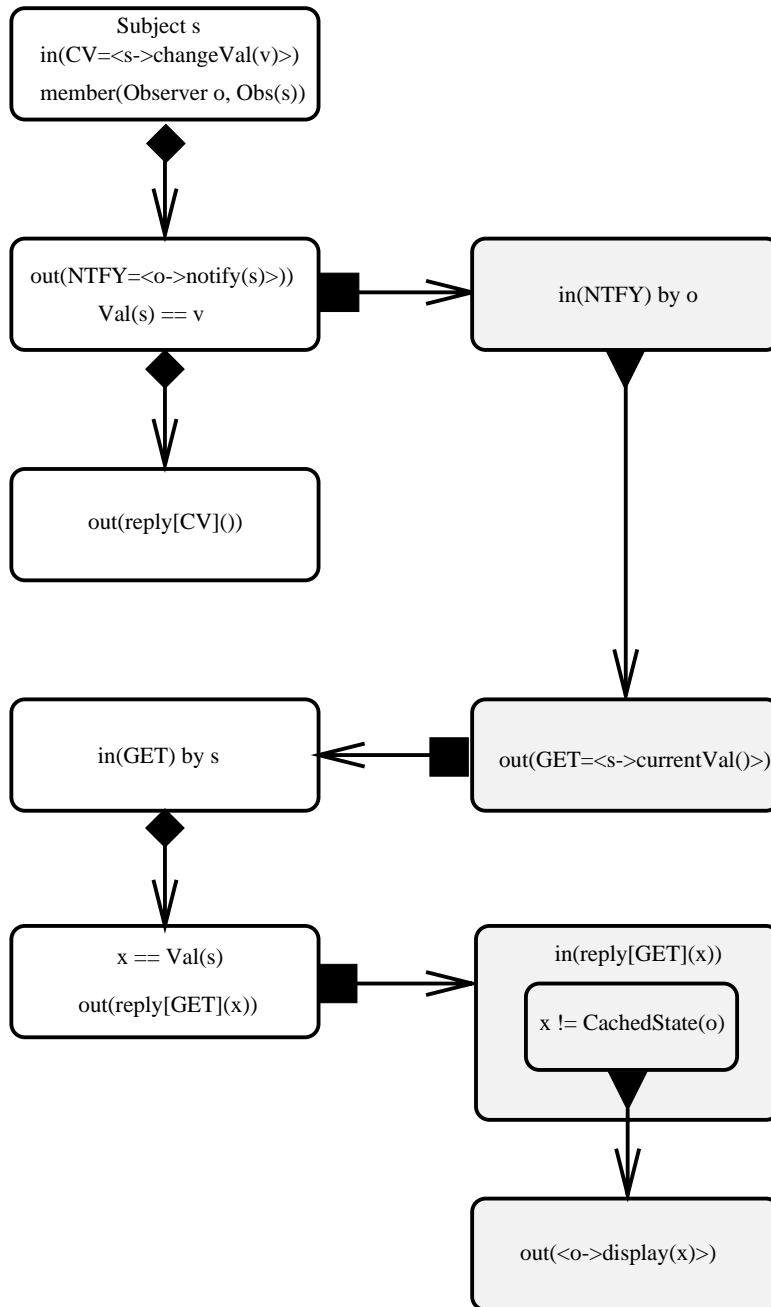 Subject s
in(CV=<s->changeVal(v)>)
member(Observer o, Obs(s))
out(NTFY=<o->notify(s)>))
Val(s) == v
in(NTFY) by o
out(reply[CV]())
in(GET) by s
out(GET=<s->currentVal()>)
x == Val(s)
out(reply[GET](x))
in(reply[GET](x))
x != CachedState(o)
out(<o->display(x)>)